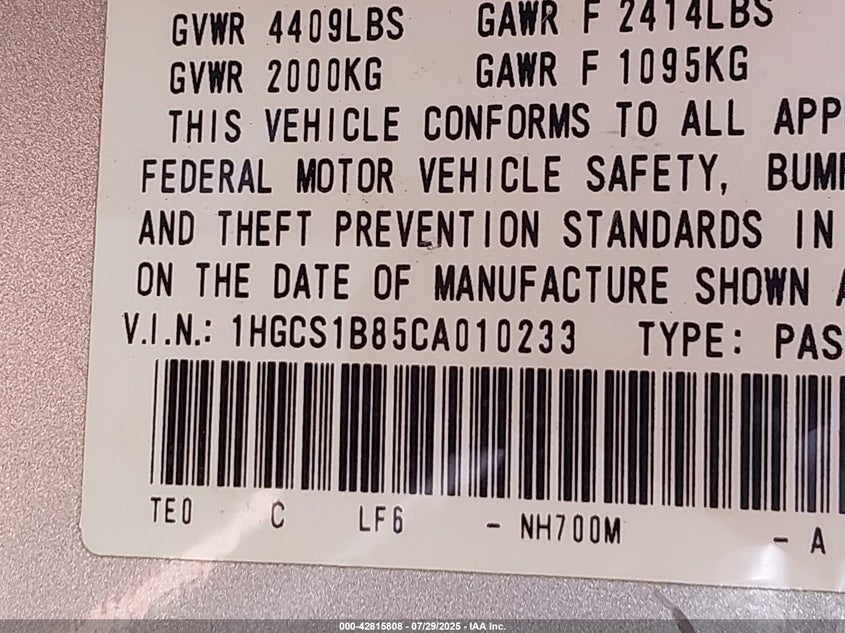 GVWR 4409LBS GAWR F 2414LBS
GVWR 2000KG GAWR F 1095KG
THIS VEHICLE CONFORMS TO ALL APP
FEDERAL MOTOR VEHICLE SAFETY, BUM
AND THEFT PREVENTION STANDARDS IN
ON THE DATE OF MANUFACTURE SHOWN A
V.I.N.: 1HGCS1B85CA010233 TYPE: PAS
TE0 C LF6 - NH700M - A
000-42815808 - 07/29/2025 - IAA Inc.